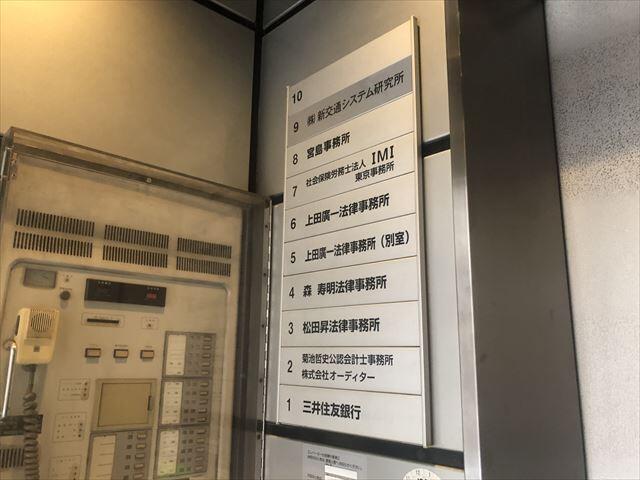 10
9 ㈱ 新交通システム研究所
8 宮島事務所
7 社会保険労務士法人 IMI
東京事務所
6 上田廣一法律事務所
5 上田廣一法律事務所（別室）
4 森 寿明法律事務所
3 松田昇法律事務所
2 菊池哲史公認会計士事務所
株式会社オーディター
1 三井住友銀行